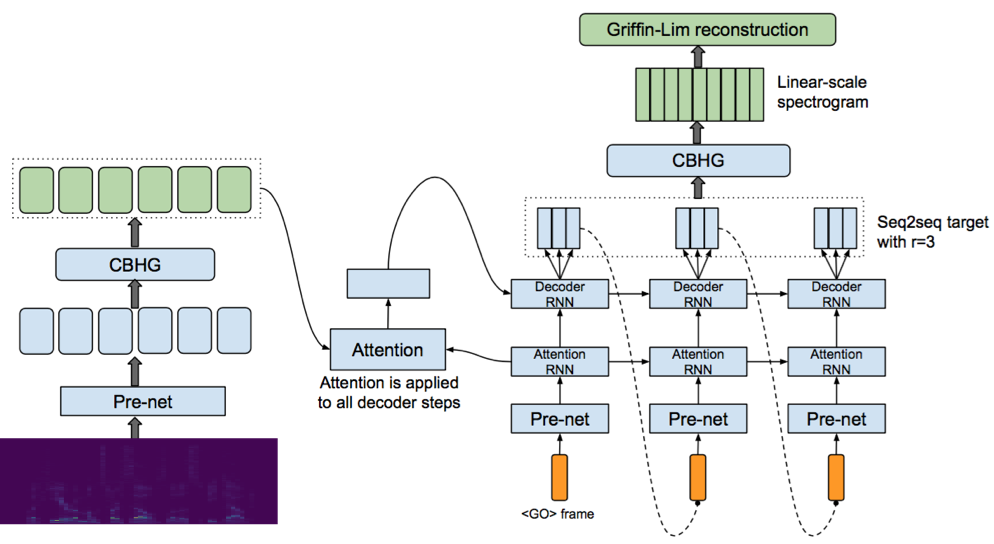 Griffin-Lim reconstruction
Linear-scale
spectrogram
CBHG
Seq2seq target
with r=3
CBHG
Decoder
RNN
Decoder
RNN
Decoder
RNN
Attention
Attention is applied
to all decoder steps
Attention
RNN
Attention
RNN
Attention
RNN
Pre-net
Pre-net
Pre-net
Pre-net
<GO> frame